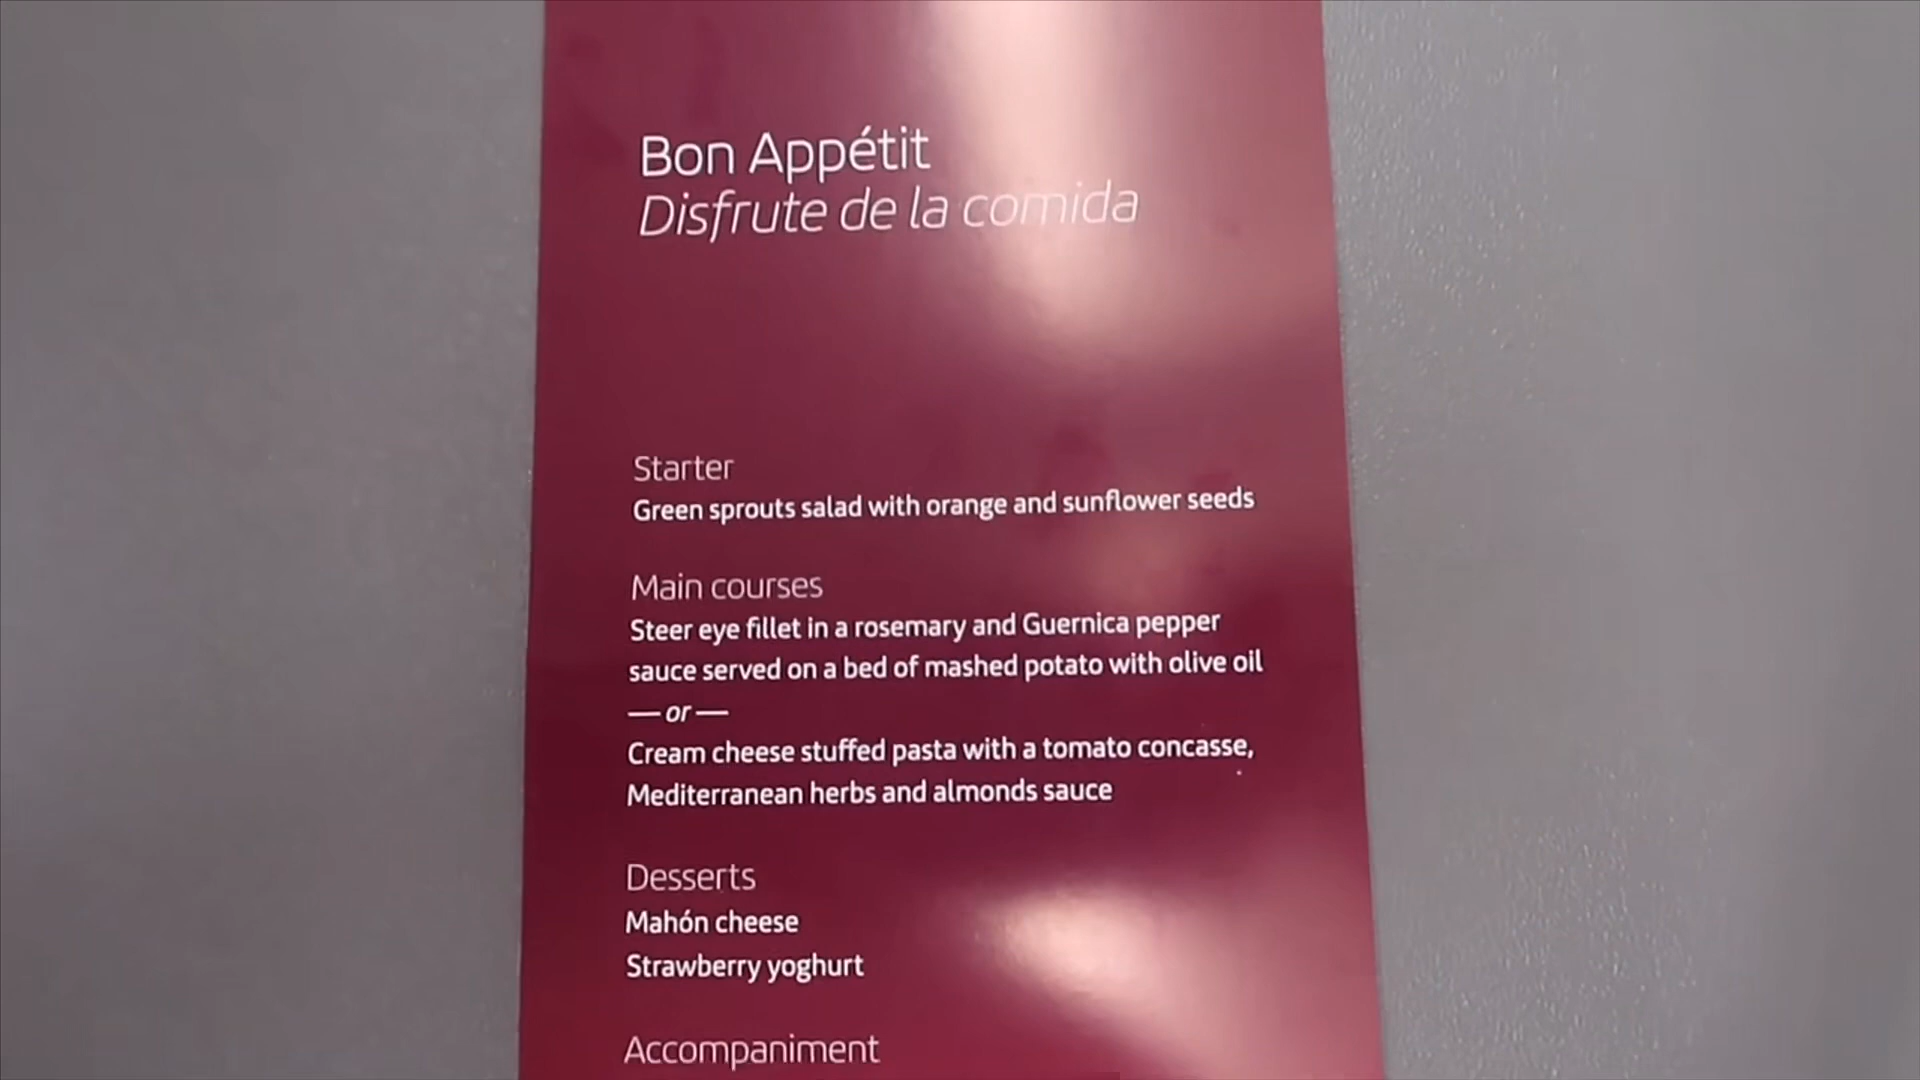 Bon Appétit
Disfrute de la comida
Starter
Green sprouts salad with orange and sunflower seeds
Main courses
Steer eye fillet in a rosemary and Guernica pepper
sauce served on a bed of mashed potato with olive oil
— or —
Cream cheese stuffed pasta with a tomato concasse,
Mediterranean herbs and almonds sauce
Desserts
Mahón cheese
Strawberry yoghurt
Accompaniment